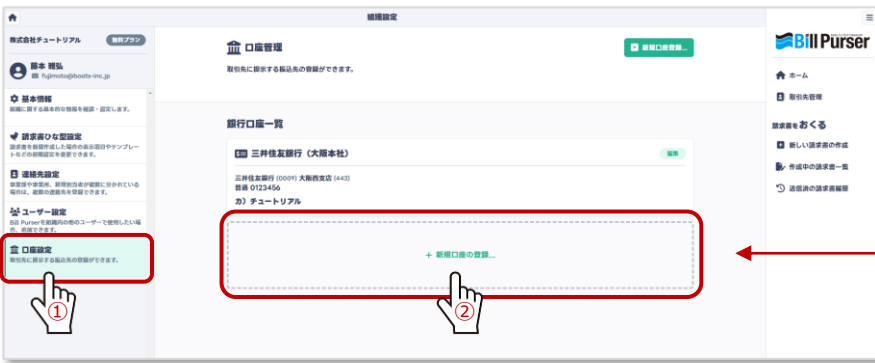 組織設定
株式会社チュートリアル 無料プラン
藤本 雅弘
fujimoto@bosts-inc.jp
基本情報
組織に関する基本的な情報を確認・設定します。
請求書ひな型設定
請求書を新規作成した場合の表示項目やテンプレー
トなどの初期設定を変更できます。
連絡先設定
事業部や事業所、経理担当者が複数に分かれている
場合は、複数の連絡先を登録できます。
ユーザー設定
Bill Purserを組織内の他のユーザーで使用したい場
合、追加できます。
口座設定
取引先に提示する振込先の登録ができます。
①
口座管理
新規口座登録...
取引先に提示する振込先の登録ができます。
銀行口座一覧
三井住友銀行（大阪本社） 編集
三井住友銀行 (0009) 大阪西支店 (443)
普通 0123456
カ）チュートリアル
+ 新規口座の登録...
②
Bill Purser
ホーム
取引先管理
請求書をおくる
新しい請求書の作成
作成中の請求書一覧
送信済の請求書履歴